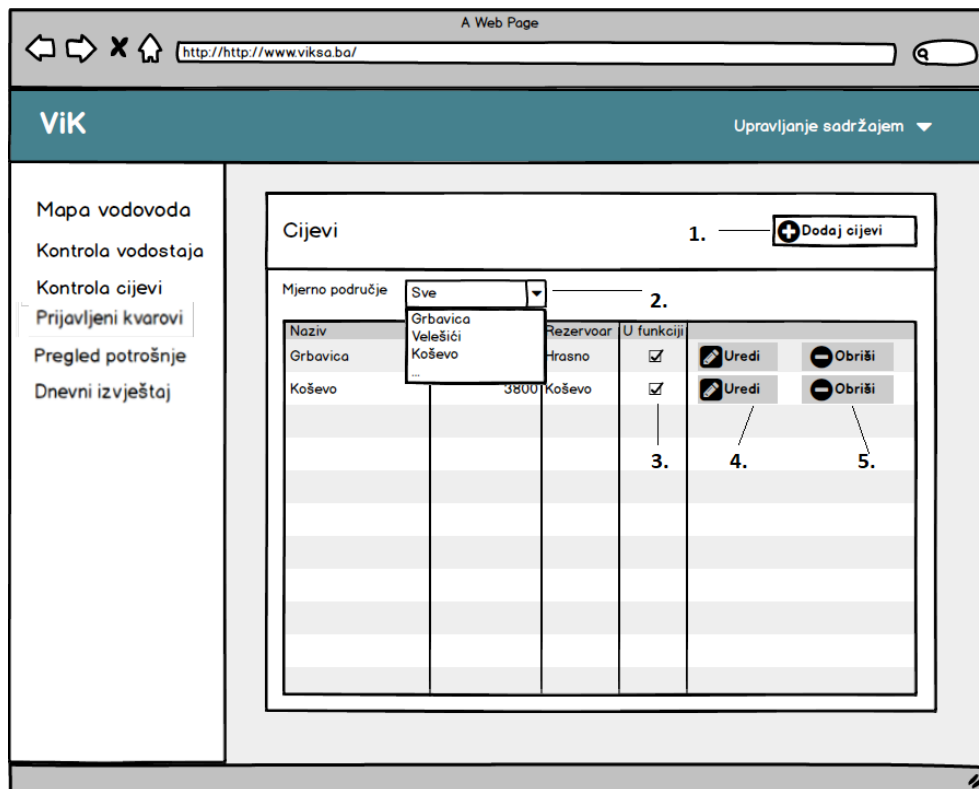 A Web Page
http://http://www.viksa.ba/
ViK
Upravljanje sadržajem
Mapa vodovoda
Kontrola vodostaja
Kontrola cijevi
Prijavljeni kvarovi
Pregled potrošnje
Dnevni izvještaj
Cijevi
1.
Dodaj cijevi
Mjerno područje
Sve
2.
Grbavica
Velešići
Koševo
...
Naziv Rezervoar U funkciji
Grbavica Hrasno Uredi Obriši
Koševo 3800 Koševo Uredi Obriši
3. 4. 5.